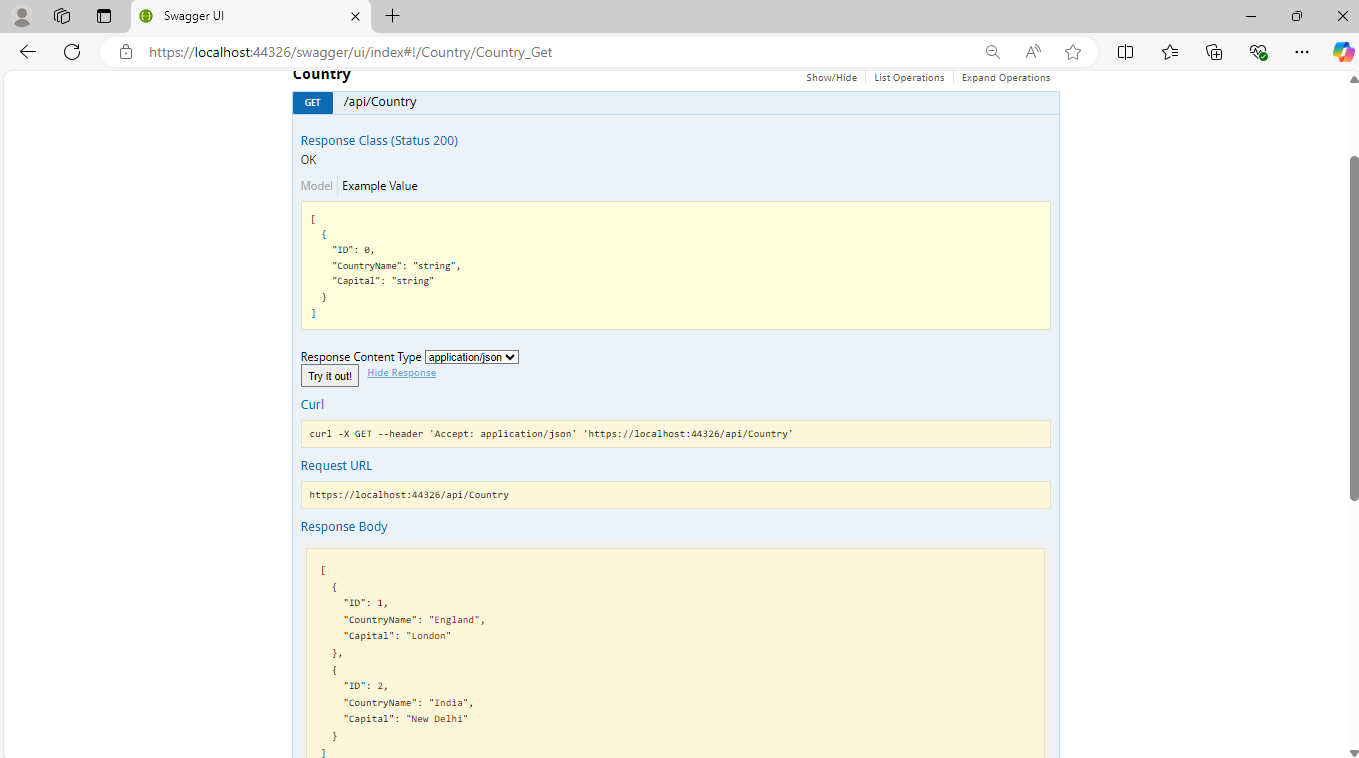 Swagger UI
https://localhost:44326/swagger/ui/index#!/Country/Country_Get
Country
Show/Hide List Operations Expand Operations
GET /api/Country
Response Class (Status 200)
OK
Model Example Value
[
{
"ID": 0,
"CountryName": "string",
"Capital": "string"
}
]
Response Content Type application/json
Try it out! Hide Response
Curl
curl -X GET --header 'Accept: application/json' 'https://localhost:44326/api/Country'
Request URL
https://localhost:44326/api/Country
Response Body
[
{
"ID": 1,
"CountryName": "England",
"Capital": "London"
},
{
"ID": 2,
"CountryName": "India",
"Capital": "New Delhi"
}
]